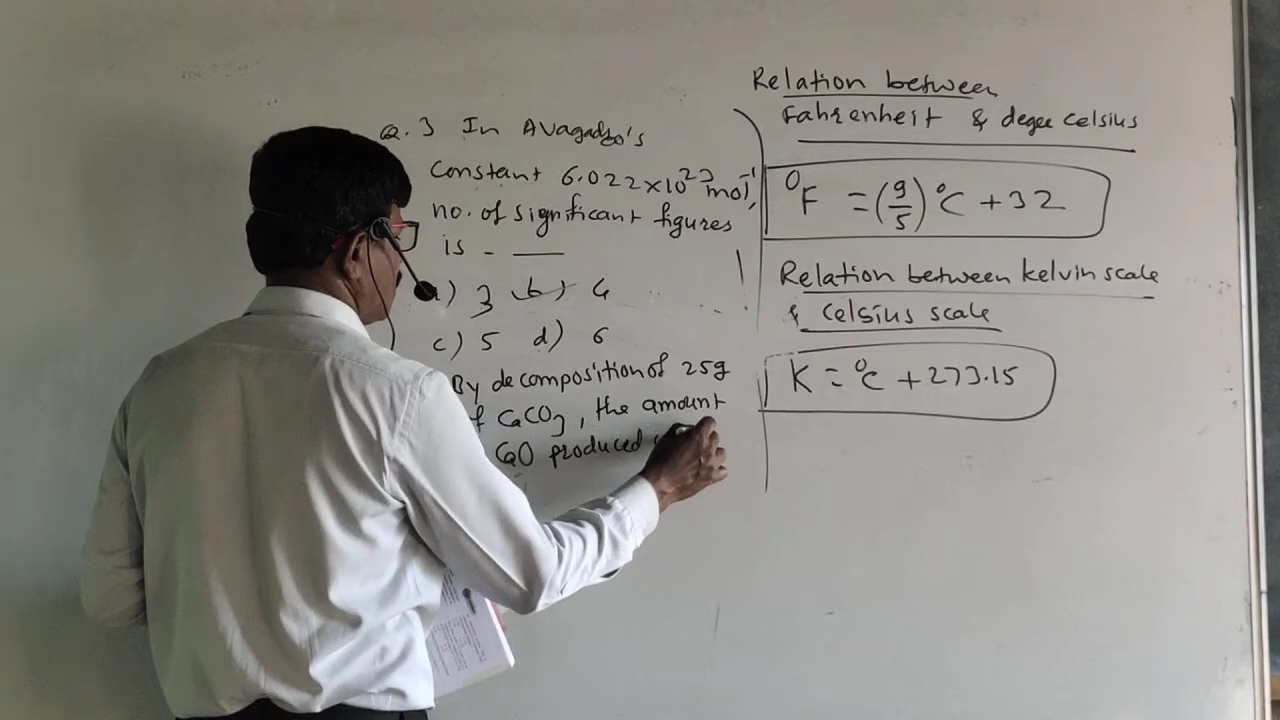 Q. 3 In Avagadro's
Constant 6.022×10²³ mol⁻¹,
no. of significant figures
is - ___
a) 3 b) 4
c) 5 d) 6
By decomposition of 25g
of CaCO3, the amount
CaO produced
Relation between
Fahrenheit & degee celsius
⁰F = (9/5) ⁰C + 32
Relation between kelvin scale
& celsius scale
K = ⁰C + 273.15